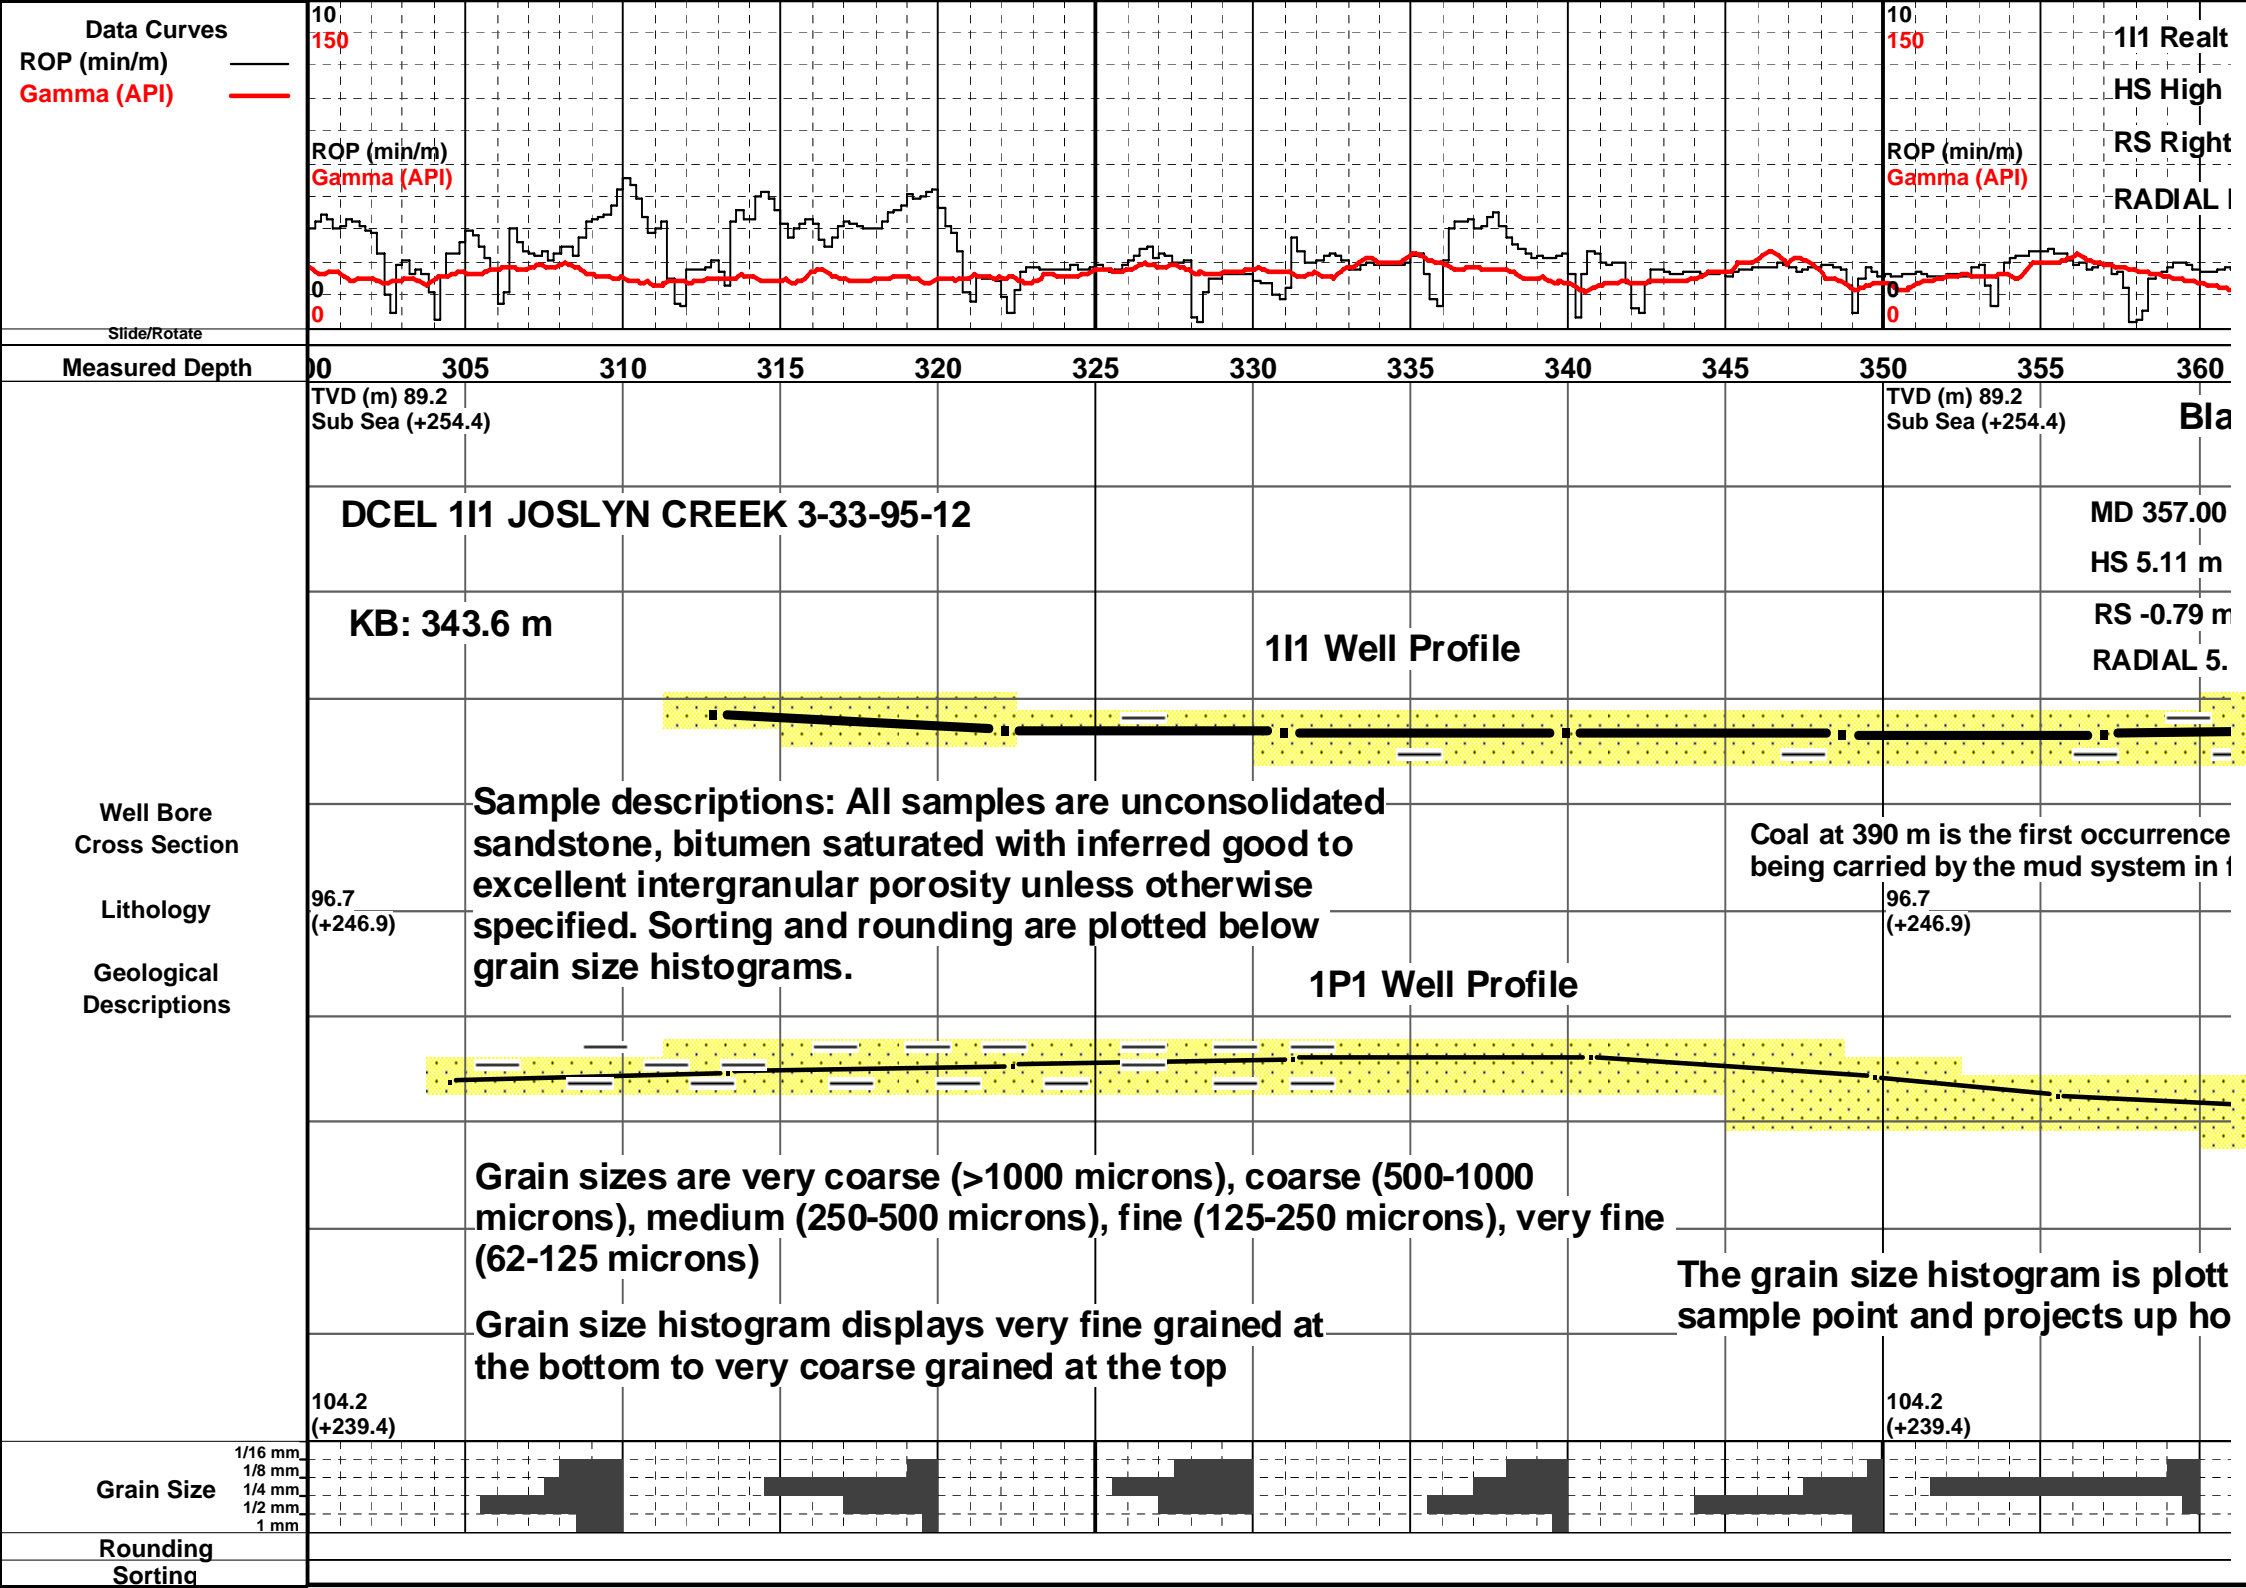 Data Curves
ROP (min/m)
Gamma (API)
10
150
ROP (min/m)
Gamma (API)
0
0
10
150
ROP (min/m)
Gamma (API)
0
0
1I1 Realt
HS High
RS Right
RADIAL
Slide/Rotate
Measured Depth
00 305 310 315 320 325 330 335 340 345 350 355 360
TVD (m) 89.2
Sub Sea (+254.4)
TVD (m) 89.2
Sub Sea (+254.4)
Bla
DCEL 1I1 JOSLYN CREEK 3-33-95-12
MD 357.00
HS 5.11 m
KB: 343.6 m
RS -0.79 m
RADIAL 5.
1I1 Well Profile
Well Bore
Cross Section
Lithology
Geological
Descriptions
Sample descriptions: All samples are unconsolidated
sandstone, bitumen saturated with inferred good to
excellent intergranular porosity unless otherwise
specified. Sorting and rounding are plotted below
grain size histograms.
Coal at 390 m is the first occurrence
being carried by the mud system in f
96.7
(+246.9)
96.7
(+246.9)
1P1 Well Profile
Grain sizes are very coarse (>1000 microns), coarse (500-1000
microns), medium (250-500 microns), fine (125-250 microns), very fine
(62-125 microns)
The grain size histogram is plott
sample point and projects up ho
Grain size histogram displays very fine grained at
the bottom to very coarse grained at the top
104.2
(+239.4)
104.2
(+239.4)
Grain Size
1/16 mm
1/8 mm
1/4 mm
1/2 mm
1 mm
Rounding
Sorting